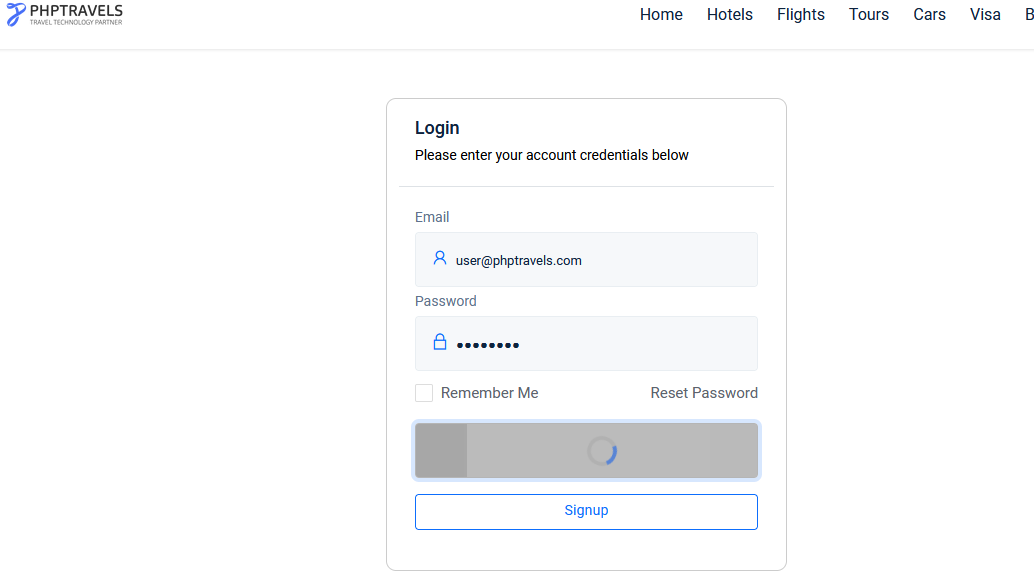 PHPTRAVELS
TRAVEL TECHNOLOGY PARTNER
Home Hotels Flights Tours Cars Visa B
Login
Please enter your account credentials below
Email
user@phptravels.com
Password
••••••••
Remember Me Reset Password
Signup